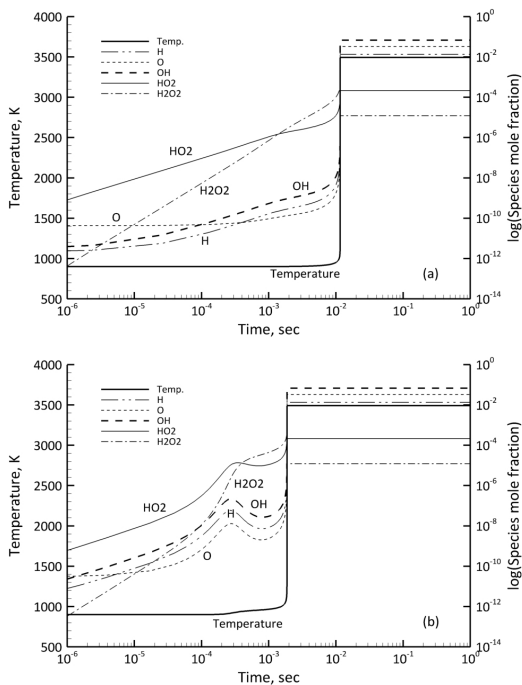 4000
3500
3000
2500
2000
1500
1000
500
Temperature, K
10^0
10^-2
10^-4
10^-6
10^-8
10^-10
10^-12
10^-14
log(Species mole fraction)
Temp.
H
O
OH
HO2
H2O2
HO2
H2O2
OH
O
H
Temperature
(a)
10^-6
10^-5
10^-4
10^-3
10^-2
10^-1
10^0
Time, sec
4000
3500
3000
2500
2000
1500
1000
500
Temperature, K
10^0
10^-2
10^-4
10^-6
10^-8
10^-10
10^-12
10^-14
log(Species mole fraction)
Temp.
H
O
OH
HO2
H2O2
H2O2
HO2
OH
H
O
Temperature
(b)
10^-6
10^-5
10^-4
10^-3
10^-2
10^-1
10^0
Time, sec